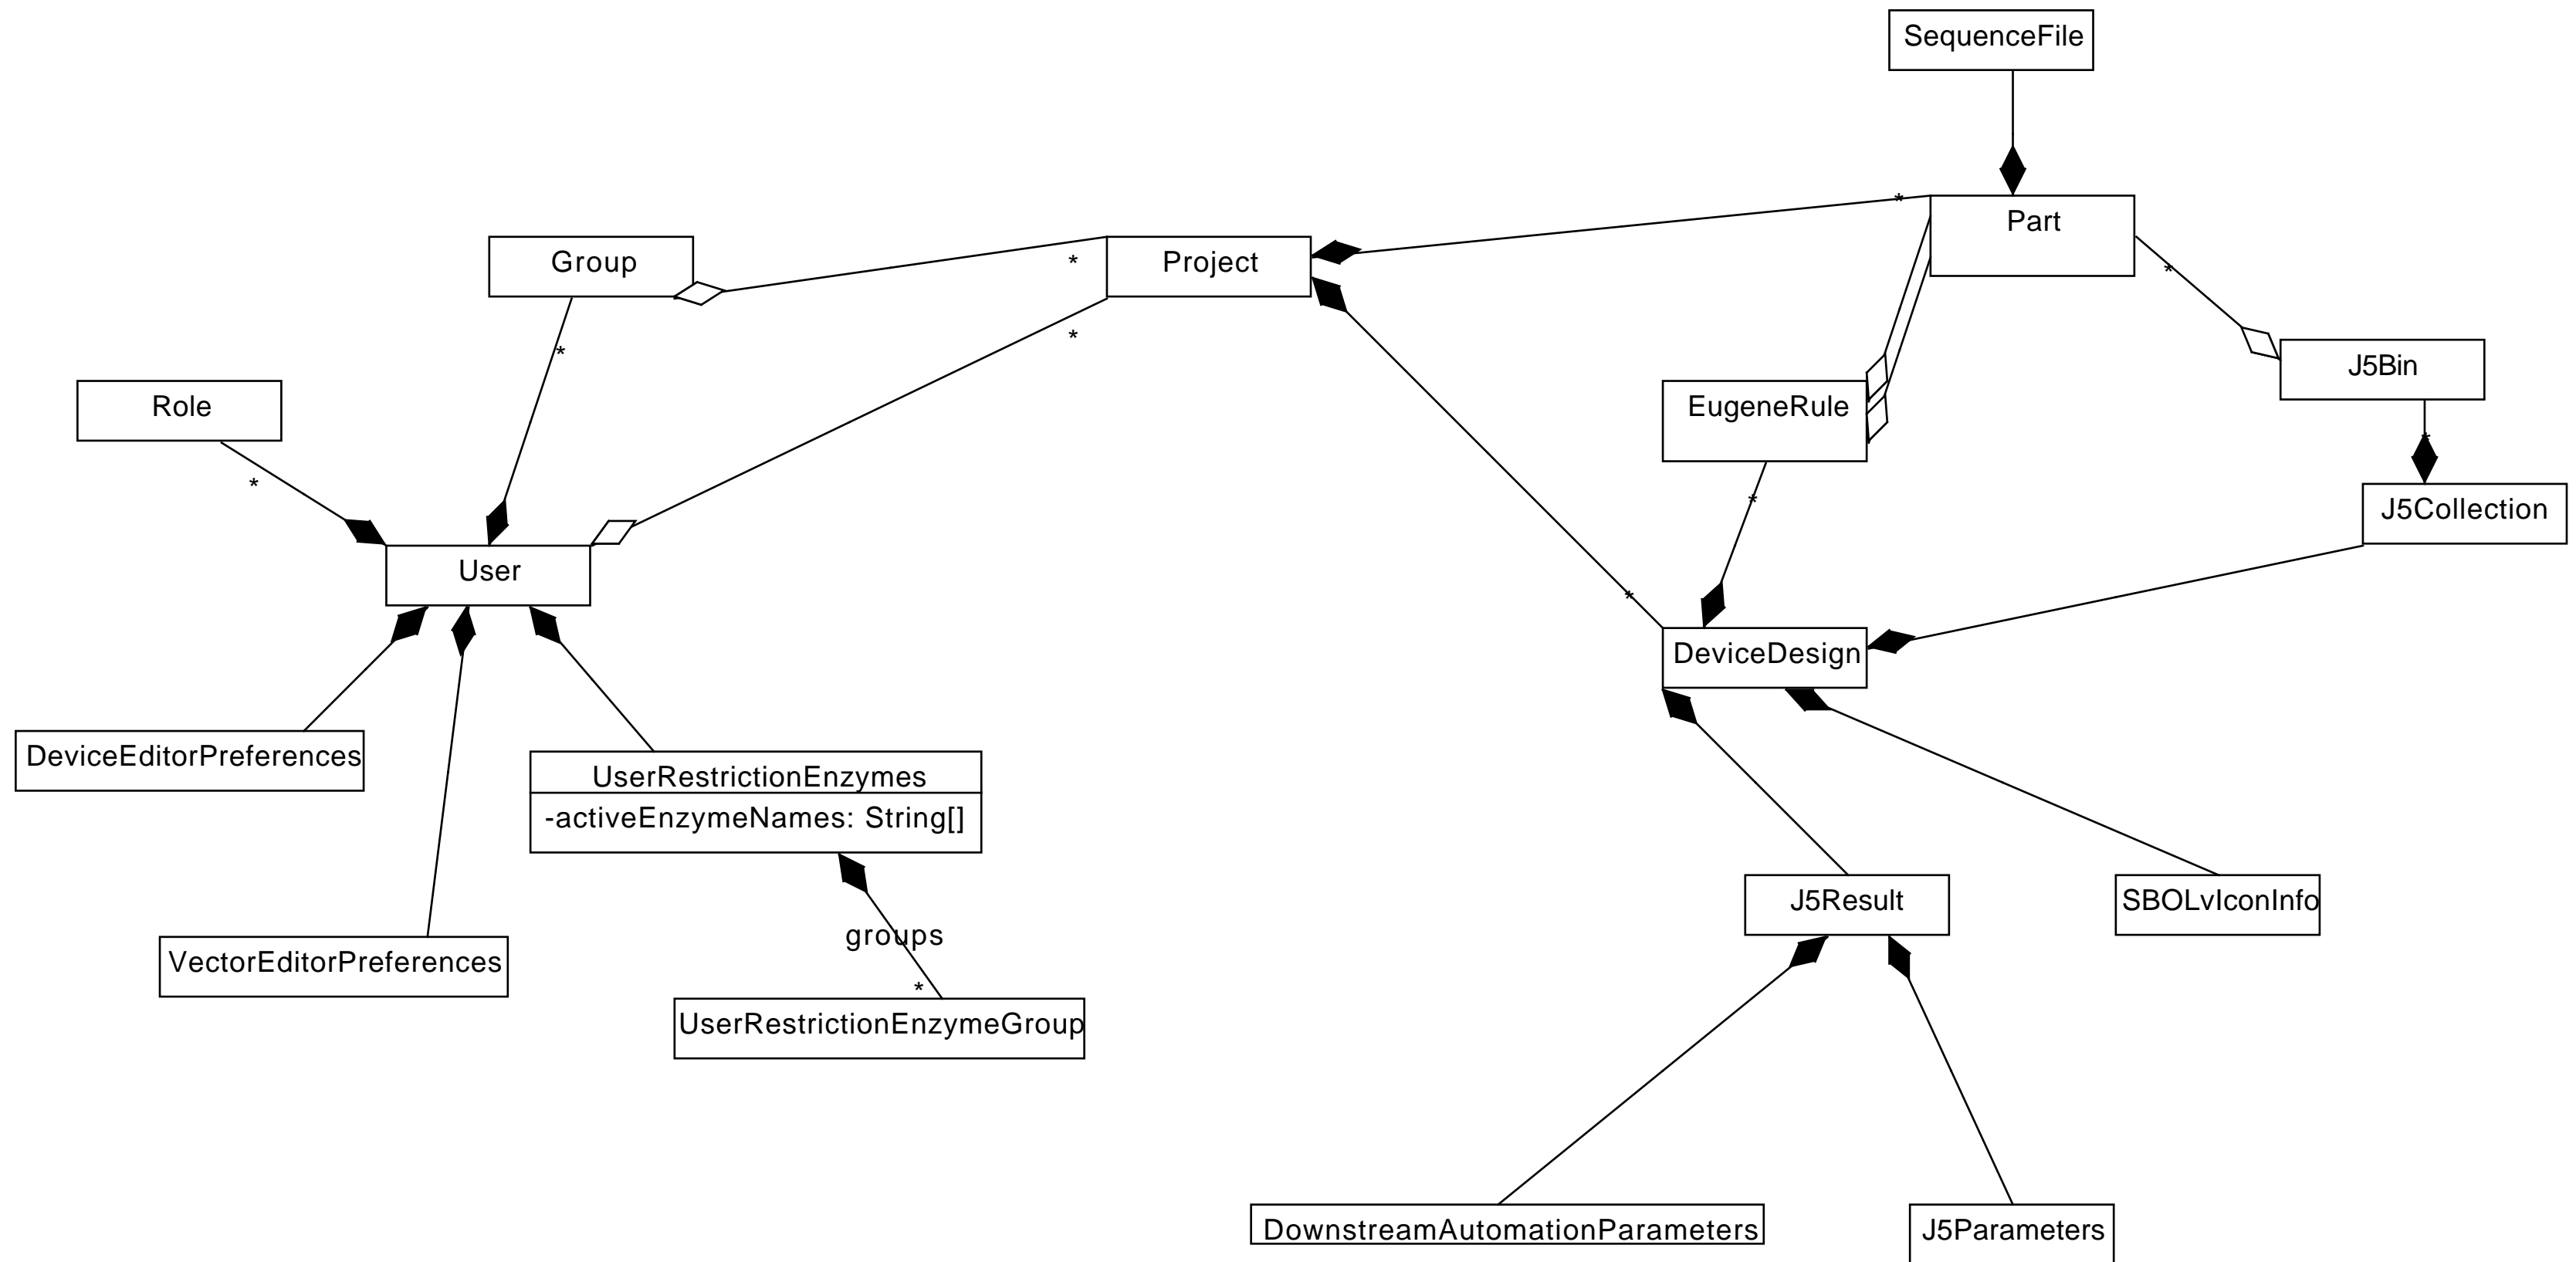 SequenceFile
*
Part
Group
*
Project
*
*
*
J5Bin
Role
EugeneRule
*
*
*
J5Collection
User
*
DeviceDesign
DeviceEditorPreferences
UserRestrictionEnzymes
-activeEnzymeNames: String[]
J5Result
SBOLvIconInfo
groups
VectorEditorPreferences
*
UserRestrictionEnzymeGroup
DownstreamAutomationParameters
J5Parameters